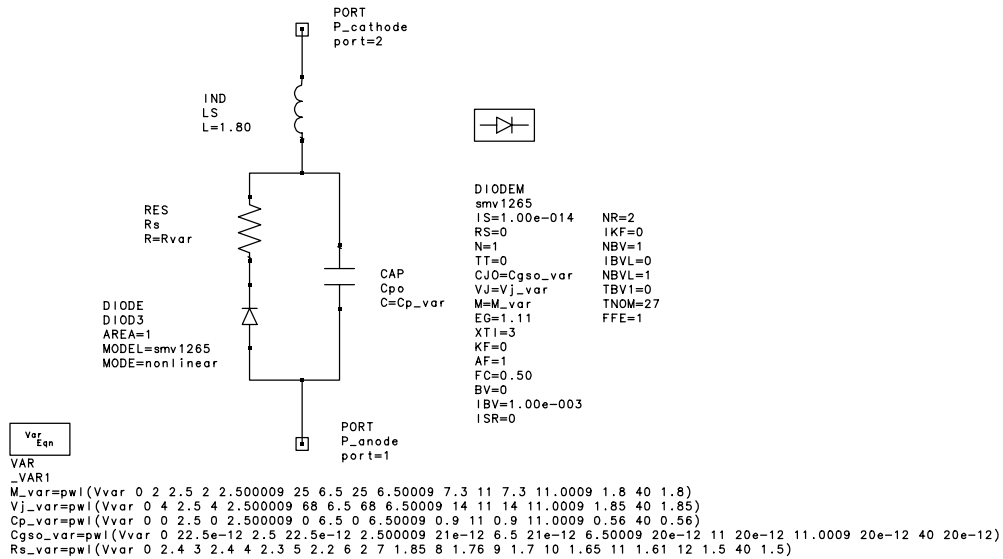 PORT
P_cathode
port=2
IND
LS
L=1.80
RES
Rs
R=Rvar
CAP
Cpo
C=Cp_var
DIODE
DIOD3
AREA=1
MODEL=smv1265
MODE=nonlinear
DIODEM
smv1265
IS=1.00e-014 NR=2
RS=0 IKF=0
N=1 NBV=1
TT=0 IBVL=0
CJO=Cgso_var NBVL=1
VJ=Vj_var TBV1=0
M=M_var TNOM=27
EG=1.11 FFE=1
XTI=3
KF=0
AF=1
FC=0.50
BV=0
IBV=1.00e-003
ISR=0
PORT
P_anode
port=1
Var
Eqn
VAR
_VAR1
M_var=pwl(Vvar 0 2 2.5 2 2.500009 25 6.5 25 6.50009 7.3 11 7.3 11.0009 1.8 40 1.8)
Vj_var=pwl(Vvar 0 4 2.5 4 2.500009 68 6.5 68 6.50009 14 11 14 11.0009 1.85 40 1.85)
Cp_var=pwl(Vvar 0 0 2.5 0 2.500009 0 6.5 0 6.50009 0.9 11 0.9 11.0009 0.56 40 0.56)
Cgso_var=pwl(Vvar 0 22.5e-12 2.5 22.5e-12 2.500009 21e-12 6.5 21e-12 6.50009 20e-12 11 20e-12 11.0009 20e-12 40 20e-12)
Rs_var=pwl(Vvar 0 2.4 3 2.4 4 2.3 5 2.2 6 2 7 1.85 8 1.76 9 1.7 10 1.65 11 1.61 12 1.5 40 1.5)